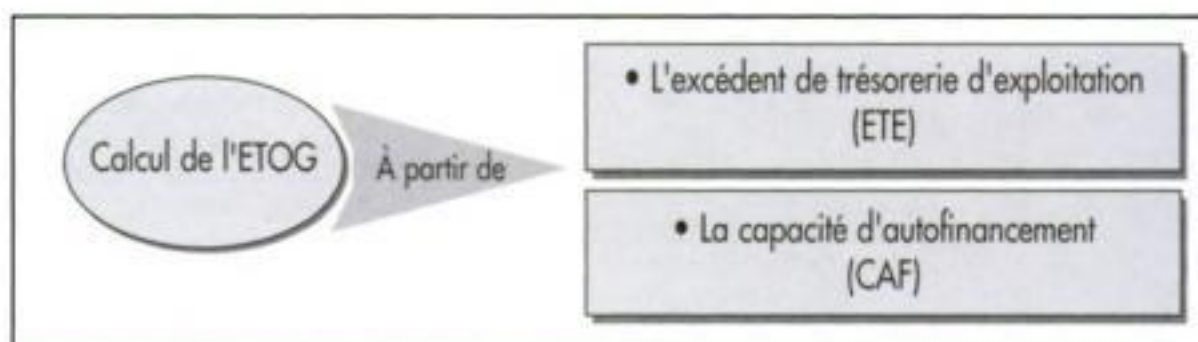 Calcul de l'ETOG
À partir de
• L'excédent de trésorerie d'exploitation
(ETE)
• La capacité d'autofinancement
(CAF)